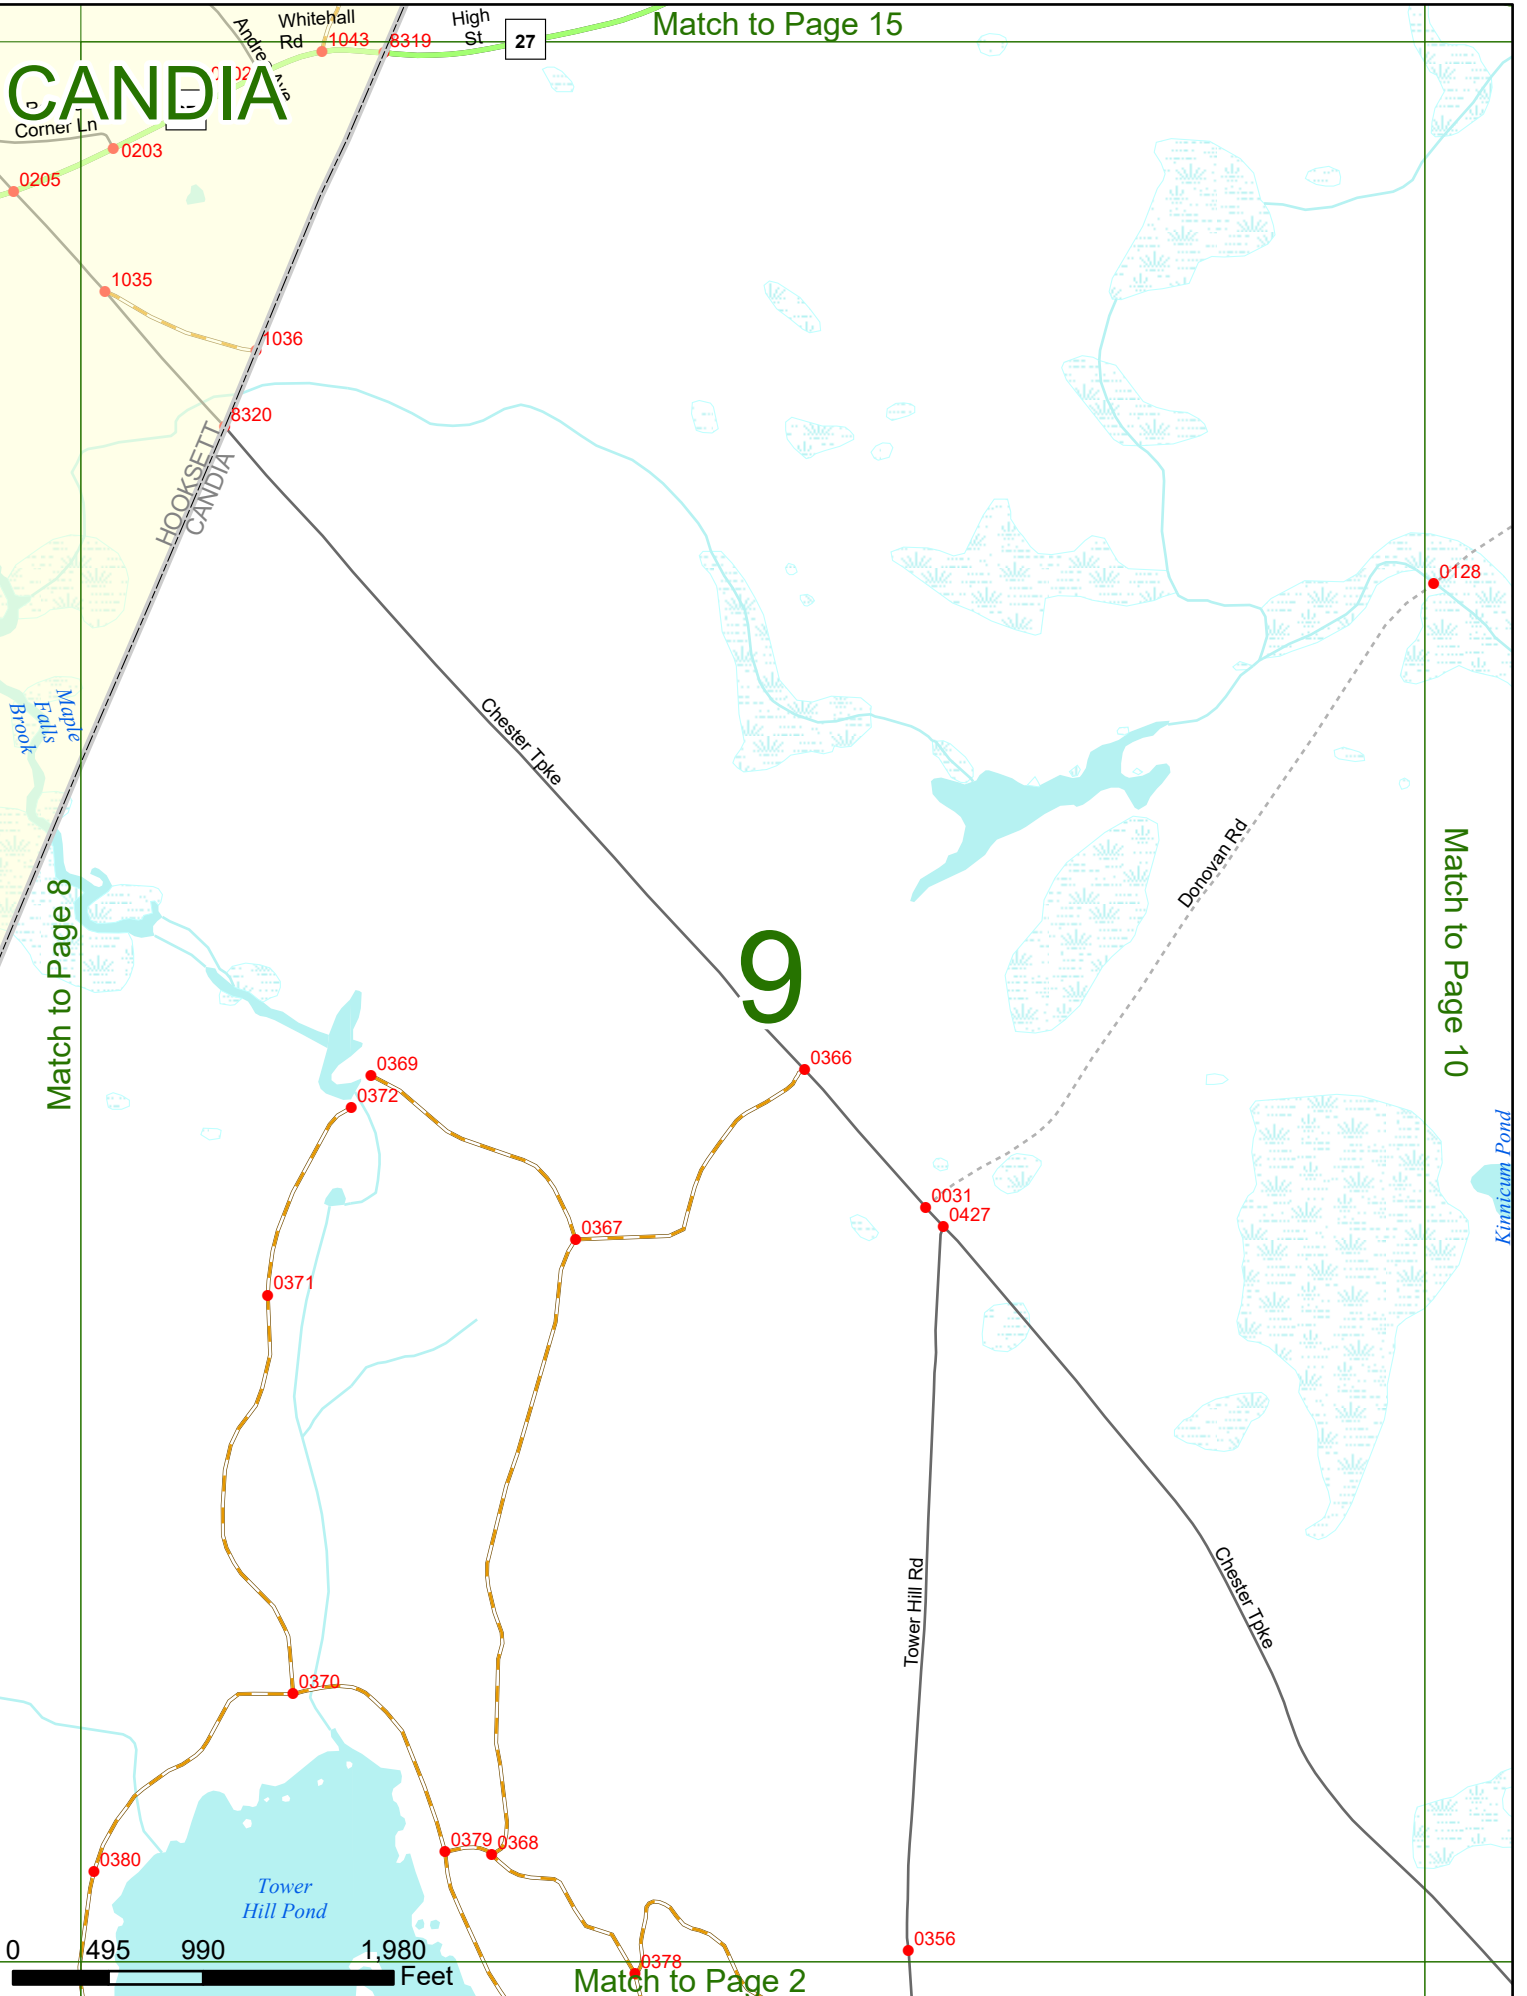 Match to Page 15
Whitehall
Rd
High
St
27
1043
8319
CANDIA
Corner Ln
0203
0205
1035
1036
8320
HOOKSETT
CANDIA
0128
Maple
Falls
Brook
Chester Tpke
Donovan Rd
Match to Page 8
Match to Page 10
9
0366
0369
0372
Kinnicum Pond
0031
0427
0367
0371
Tower Hill Rd
Chester Tpke
0370
0379
0368
0380
Tower
Hill Pond
0356
0378
0 495 990 1,980
Feet
Match to Page 2